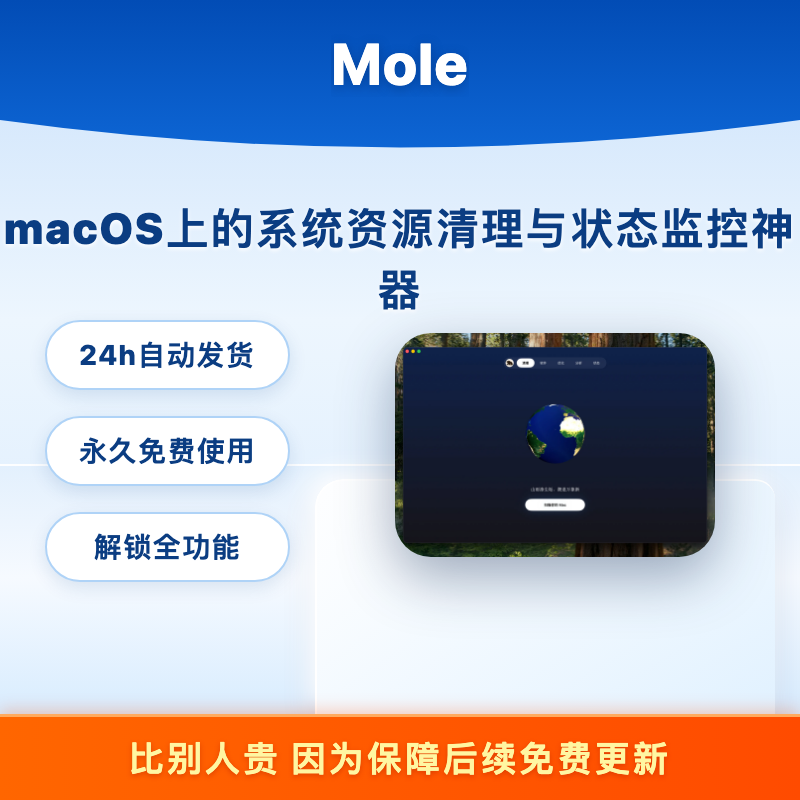 Mole
macOS上的系统资源清理与状态监控神
器
24h自动发货
永久免费使用
解锁全功能
比别人贵 因为保障后续免费更新